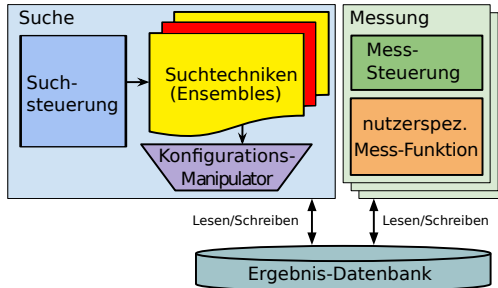 Suche
Such-
steuerung
Suchtechniken
(Ensembles)
Konfigurations-
Manipulator
Messung
Mess-
Steuerung
nutzerspez.
Mess-Funktion
Lesen/Schreiben
Lesen/Schreiben
Ergebnis-Datenbank